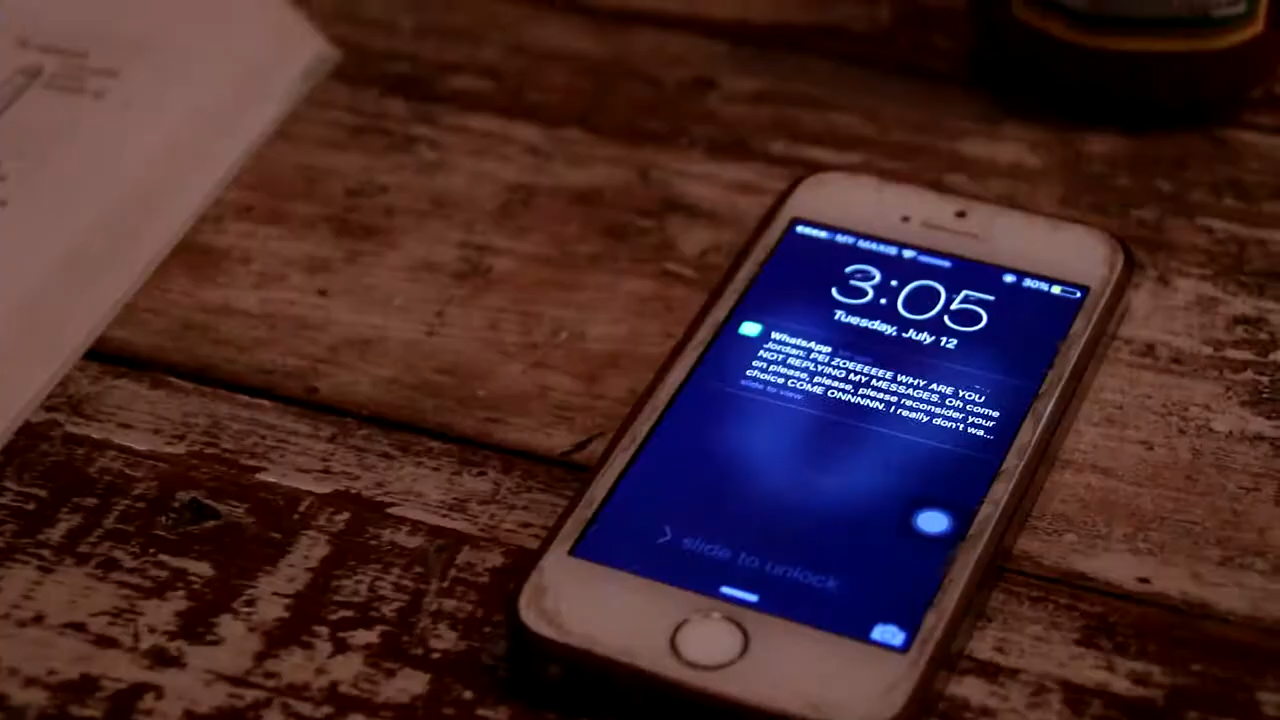 MY MAXIS
30%
3:05
Tuesday, July 12
WhatsApp
Jordan: PEI ZOEEEEEE WHY ARE YOU
NOT REPLYING MY MESSAGES. Oh come
on please, please, please reconsider your
choice COME ONNNNN. I really don't wa...
slide to view
slide to unlock